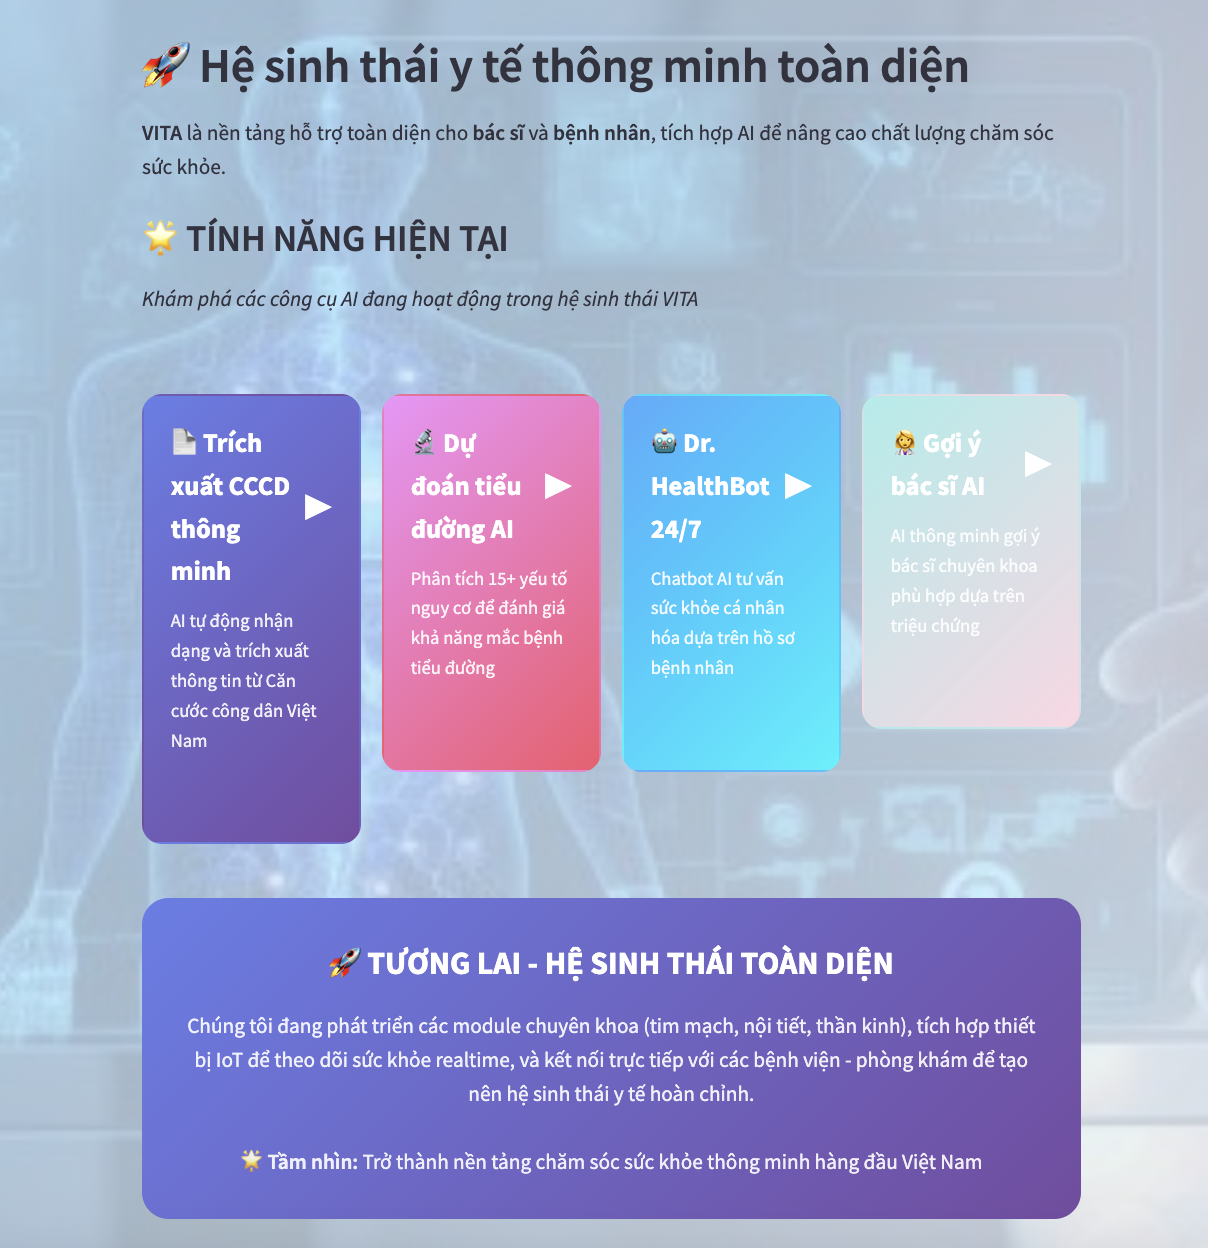 🚀 Hệ sinh thái y tế thông minh toàn diện
VITA là nền tảng hỗ trợ toàn diện cho bác sĩ và bệnh nhân, tích hợp AI để nâng cao chất lượng chăm sóc
sức khỏe.
🌟 TÍNH NĂNG HIỆN TẠI
Khám phá các công cụ AI đang hoạt động trong hệ sinh thái VITA
📄 Trích
xuất CCCD
thông
minh
AI tự động nhận
dạng và trích xuất
thông tin từ Căn
cước công dân Việt
Nam
🔬 Dự
đoán tiểu
đường AI
Phân tích 15+ yếu tố
nguy cơ để đánh giá
khả năng mắc bệnh
tiểu đường
🤖 Dr.
HealthBot
24/7
Chatbot AI tư vấn
sức khỏe cá nhân
hóa dựa trên hồ sơ
bệnh nhân
👩‍⚕️ Gợi ý
bác sĩ AI
AI thông minh gợi ý
bác sĩ chuyên khoa
phù hợp dựa trên
triệu chứng
🚀 TƯƠNG LAI - HỆ SINH THÁI TOÀN DIỆN
Chúng tôi đang phát triển các module chuyên khoa (tim mạch, nội tiết, thần kinh), tích hợp thiết
bị IoT để theo dõi sức khỏe realtime, và kết nối trực tiếp với các bệnh viện - phòng khám để tạo
nên hệ sinh thái y tế hoàn chỉnh.
🌟 Tầm nhìn: Trở thành nền tảng chăm sóc sức khỏe thông minh hàng đầu Việt Nam